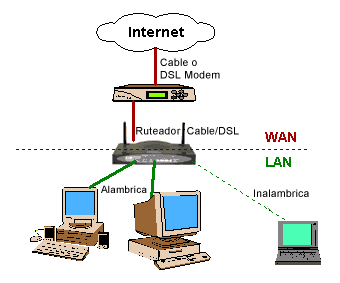 Internet
Cable o
DSL Modem
Ruteador Cable/DSL
WAN
LAN
Alambrica
Inalambrica